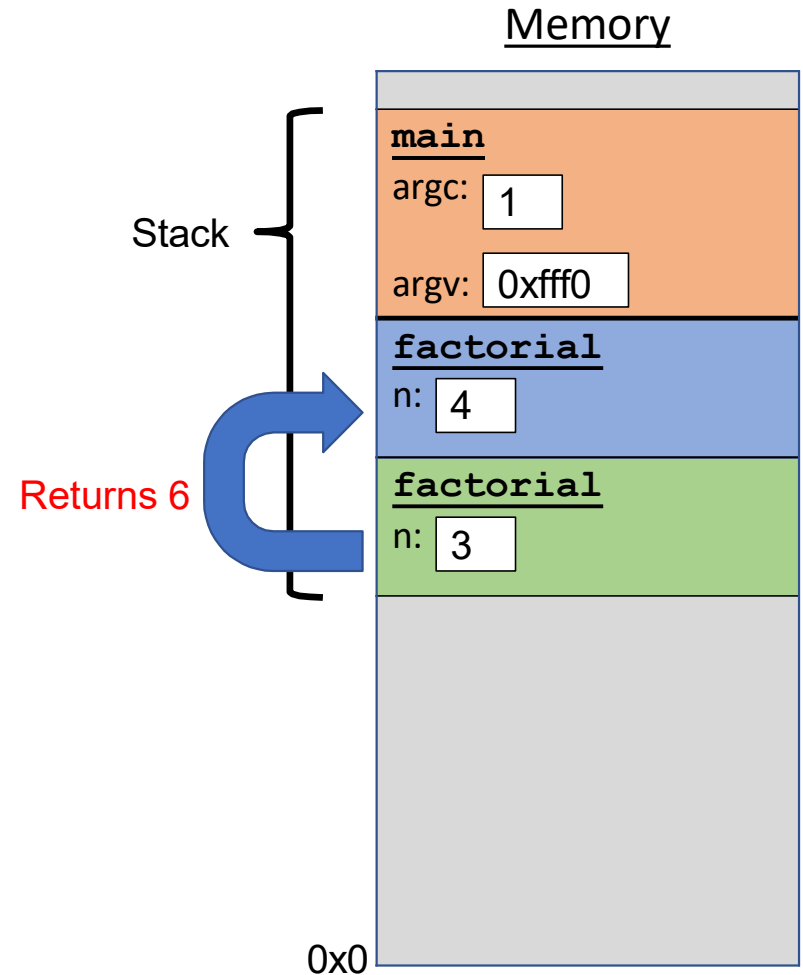 Memory
main
argc: 1
Stack
argv: 0xfff0
factorial
n: 4
Returns 6
factorial
n: 3
0x0